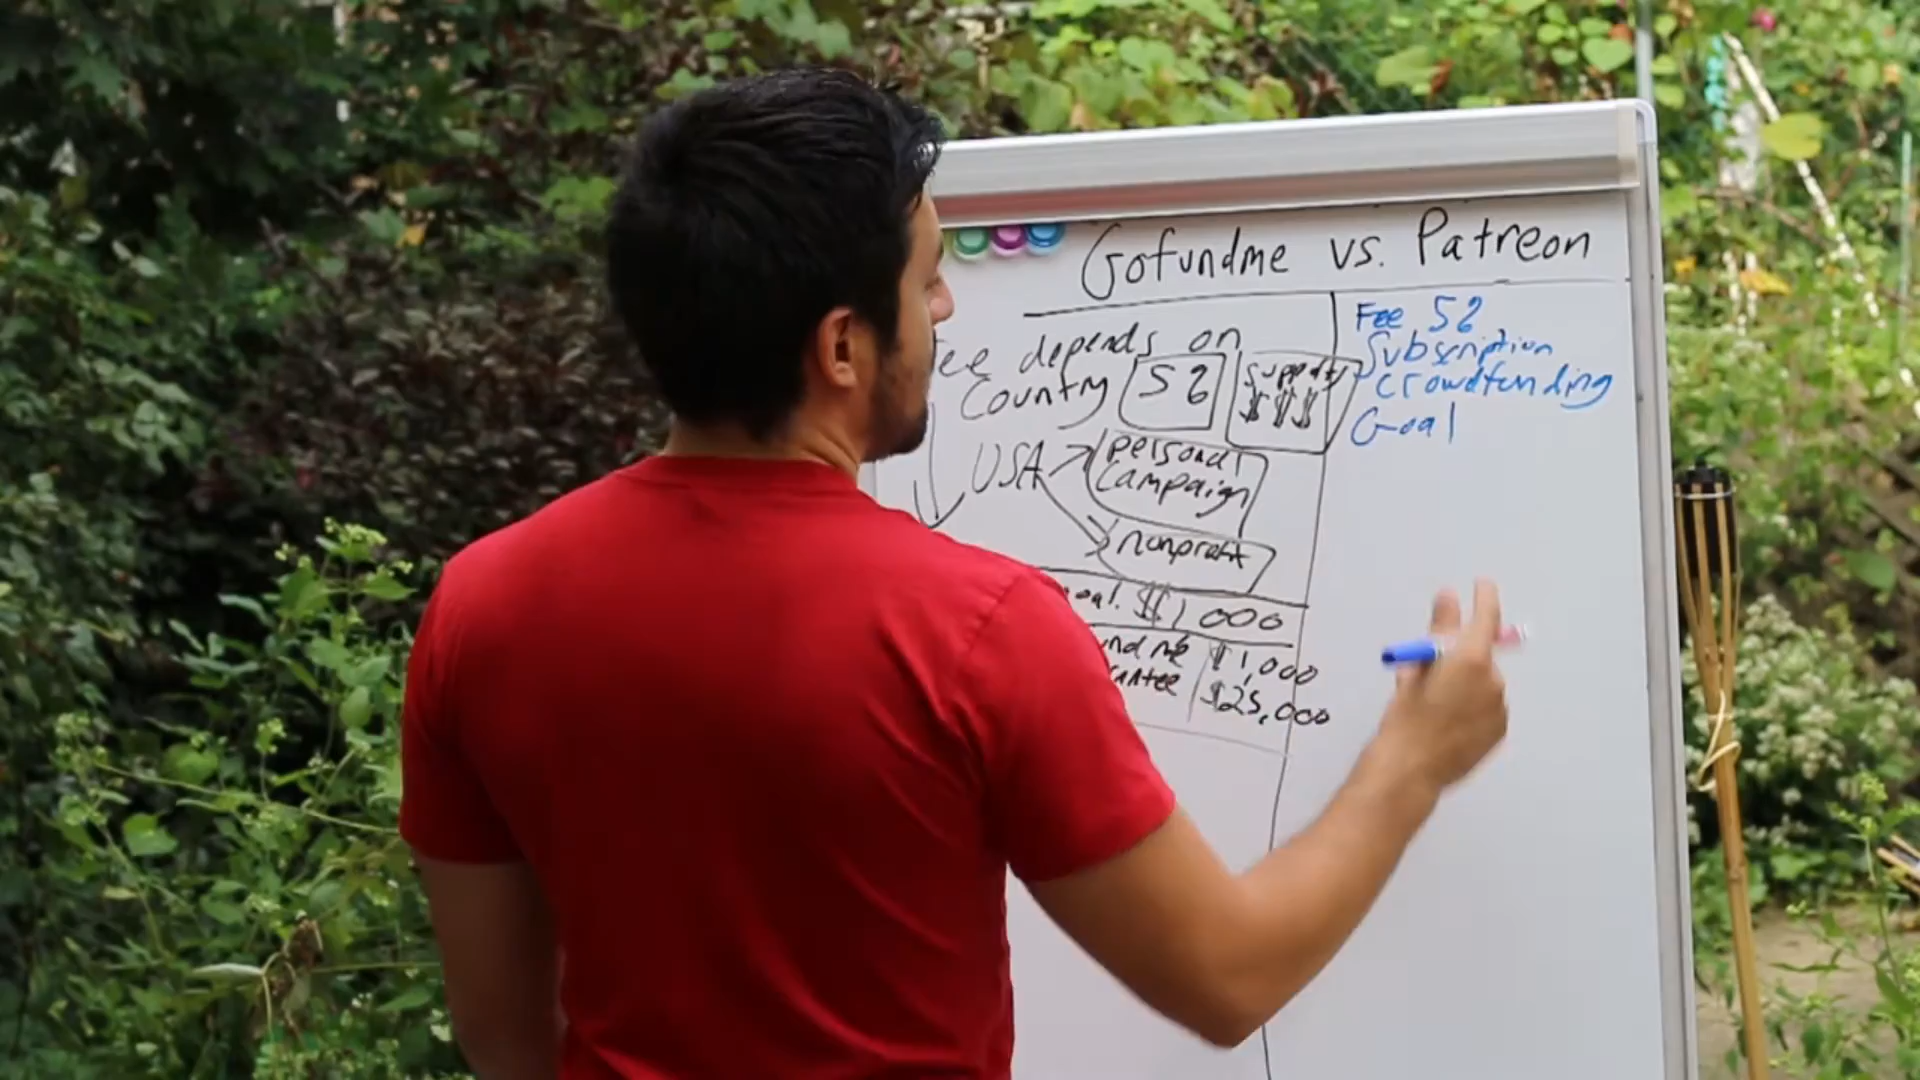 Gofundme vs. Patreon
depends on
Country
5%
Support
$$$
USA
Personal
Campaign
nonprofit
$1,000
$1,000
$25,000
Fee 5%
Subscription
Crowdfunding
Goal